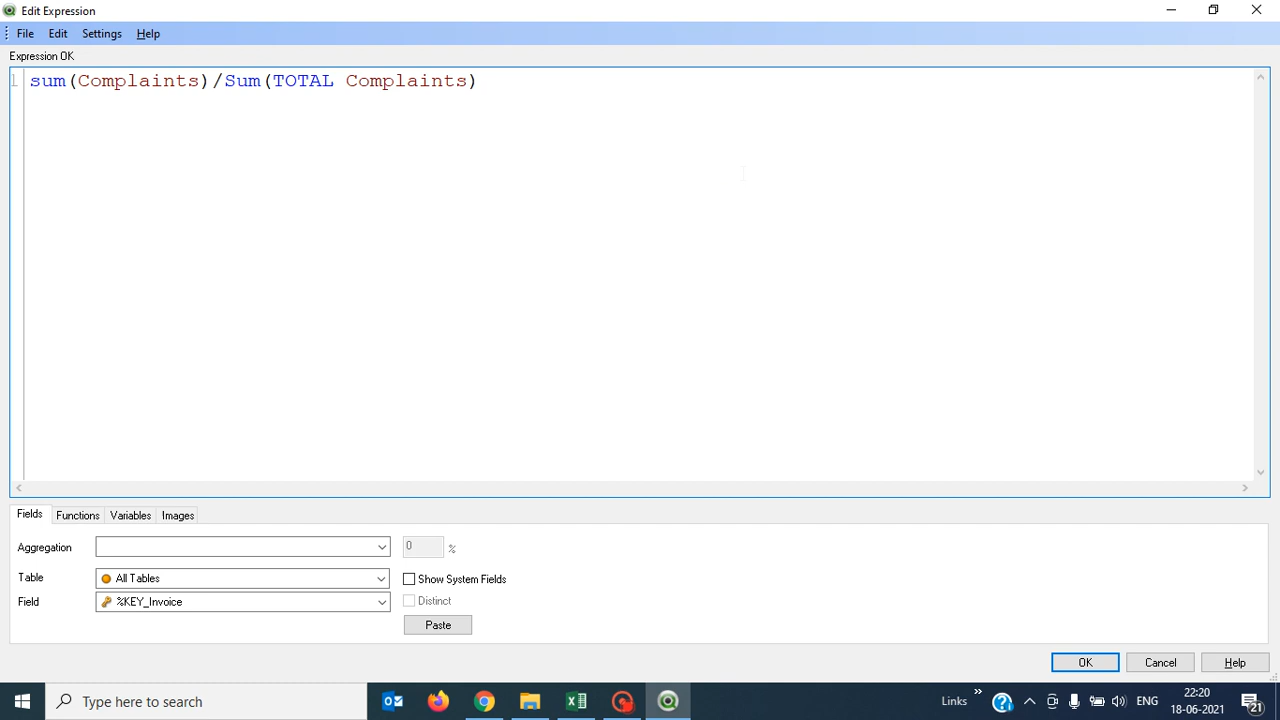 Edit Expression
File Edit Settings Help
Expression OK
1 sum(Complaints)/Sum(TOTAL Complaints)
Fields Functions Variables Images
Aggregation 0 %
Table All Tables Show System Fields
Field %KEY_Invoice Distinct
Paste
OK Cancel Help
Type here to search Links » ENG 22:20 18-06-2021 21